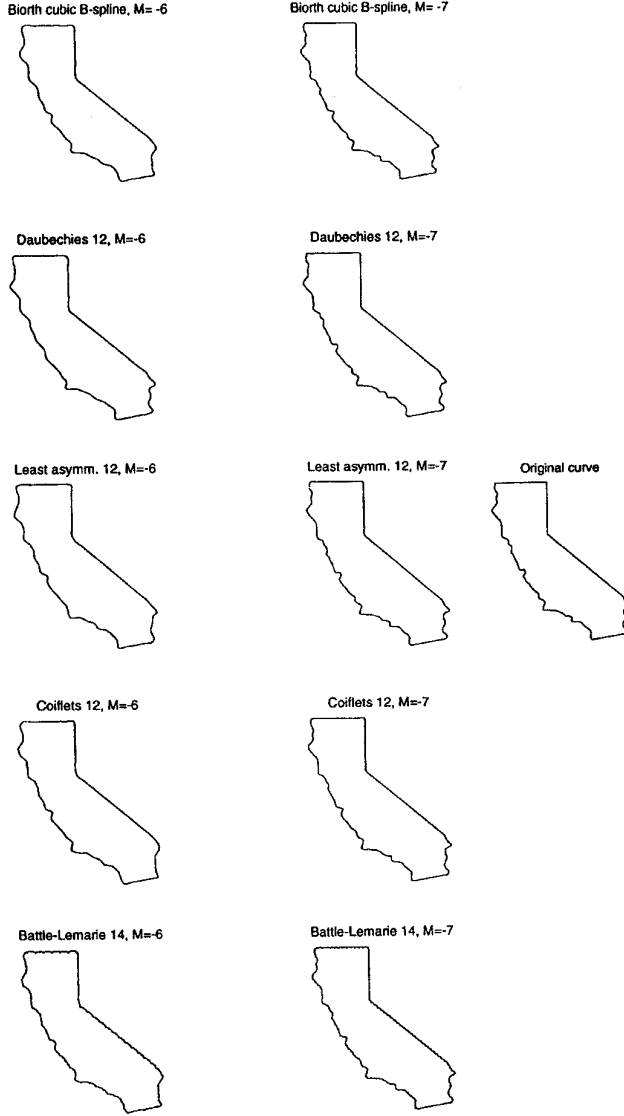 Biorth cubic B-spline, M= -6
Biorth cubic B-spline, M= -7
Daubechies 12, M=-6
Daubechies 12, M=-7
Least asymm. 12, M=-6
Least asymm. 12, M=-7
Original curve
Coiflets 12, M=-6
Coiflets 12, M=-7
Battle-Lemarie 14, M=-6
Battle-Lemarie 14, M=-7